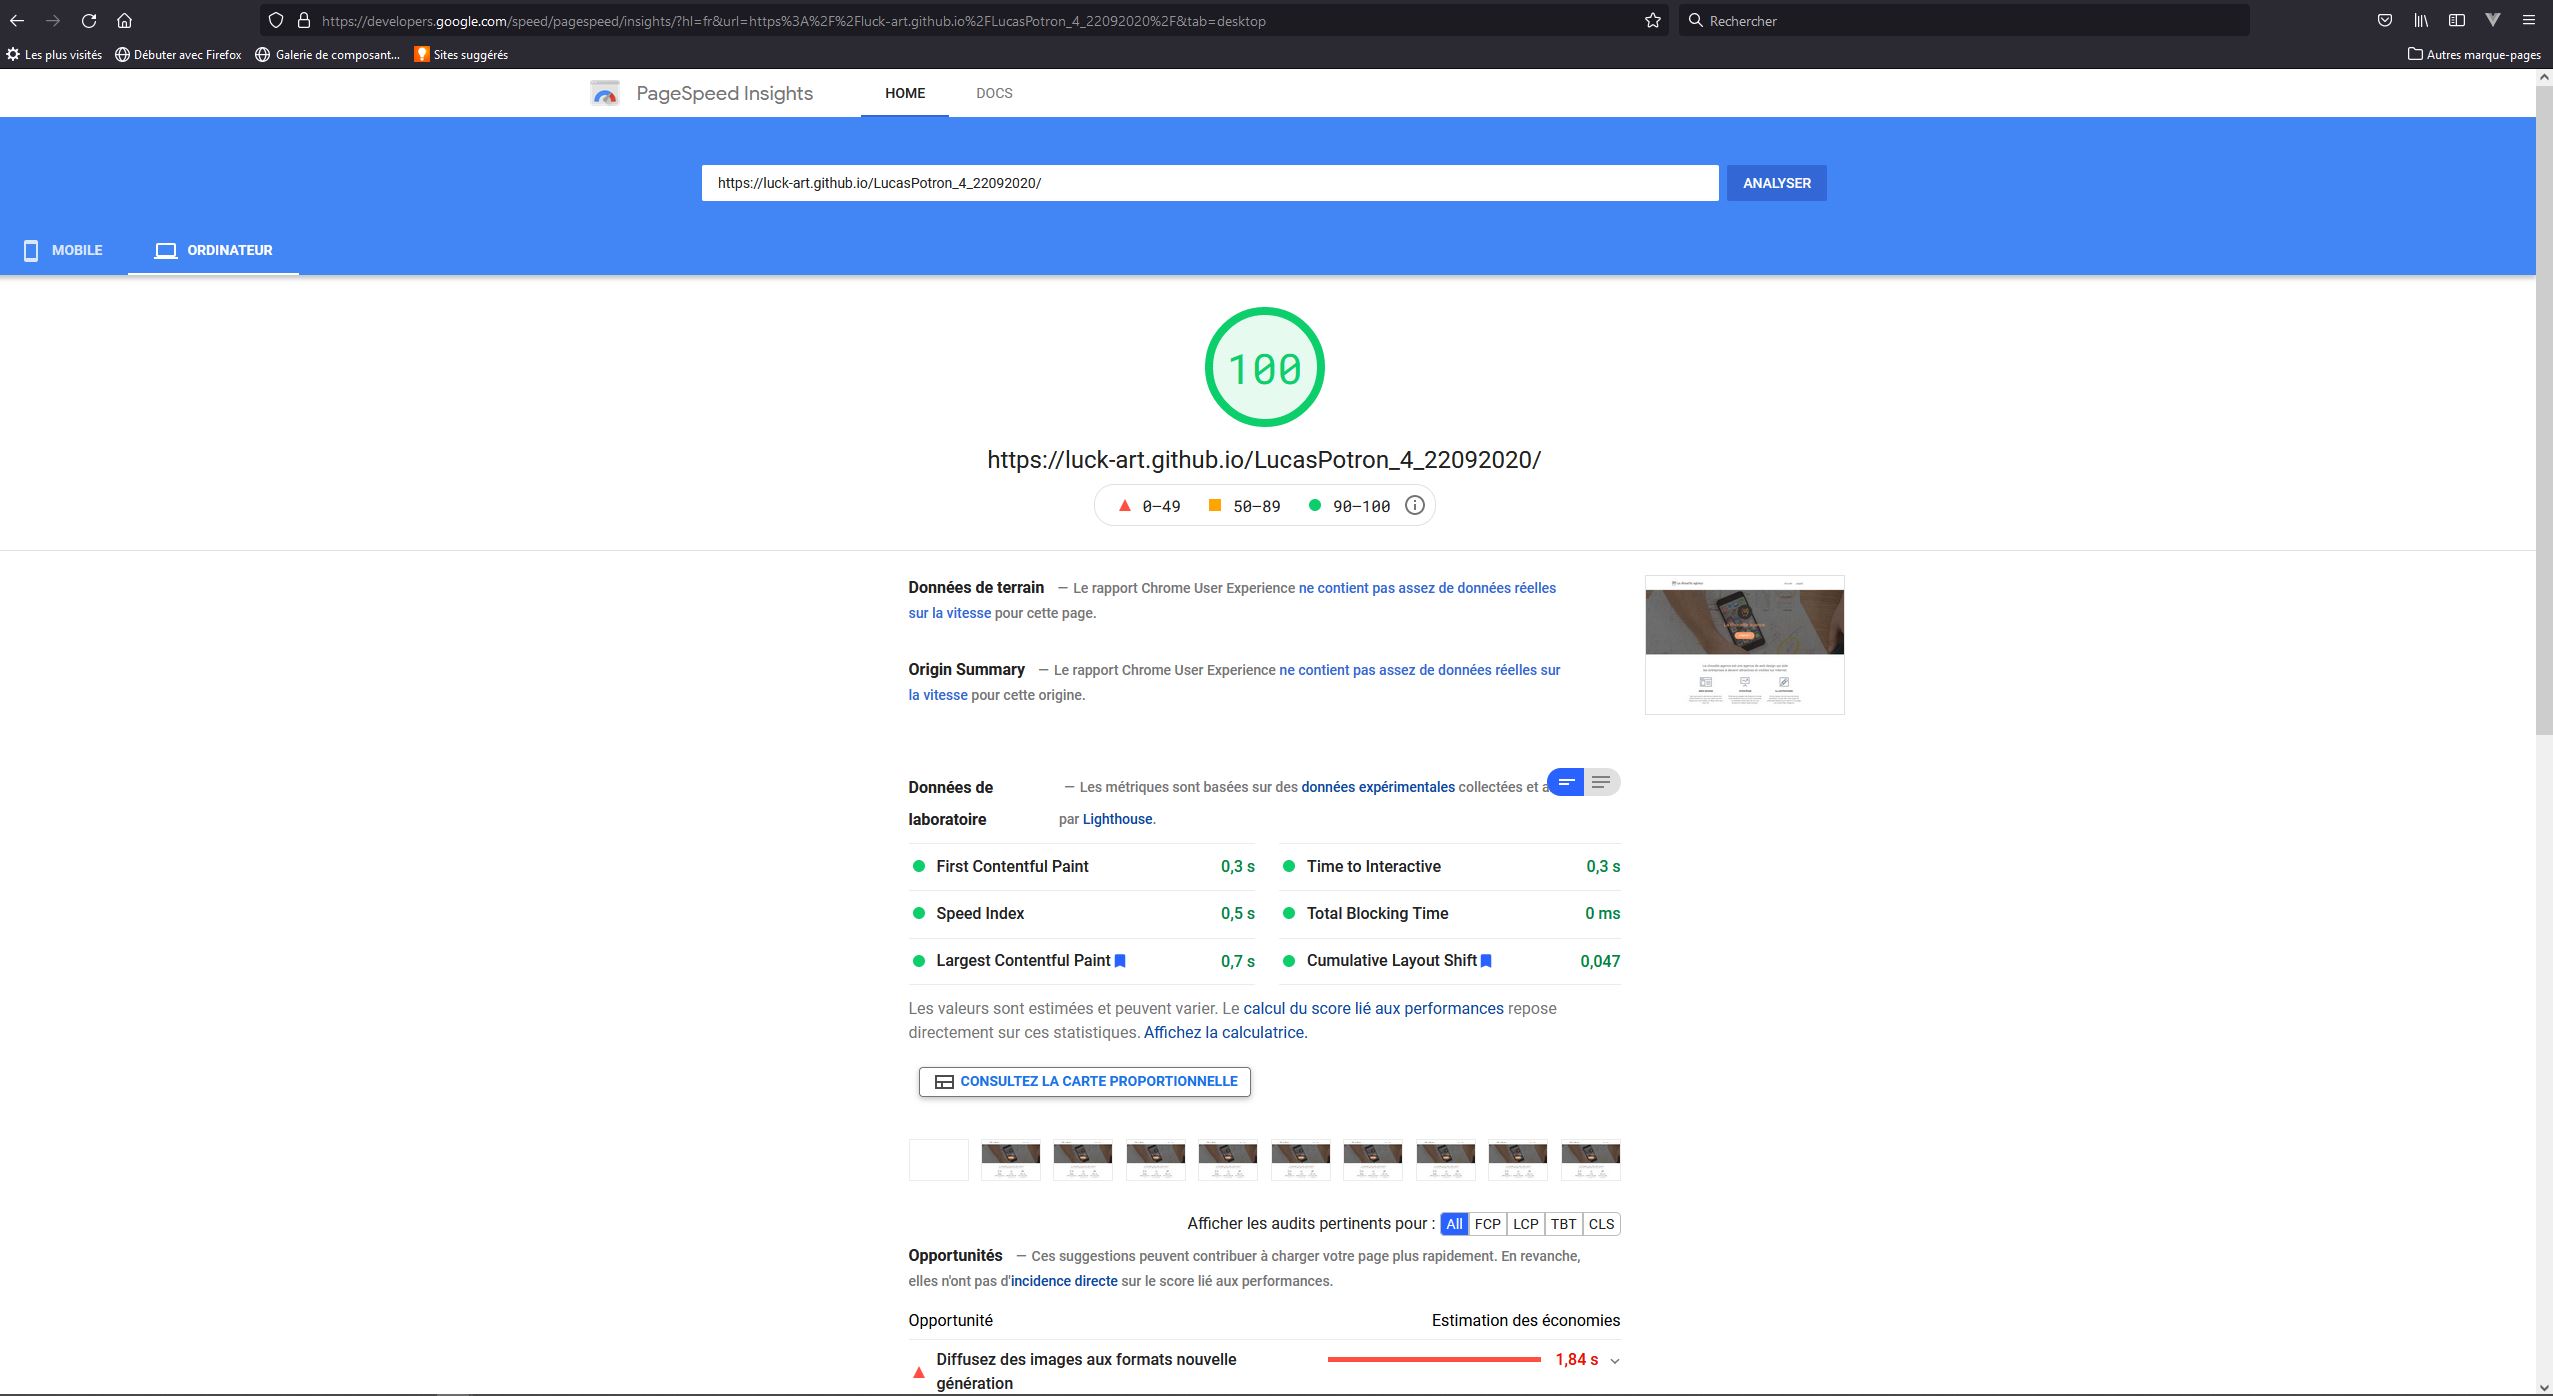 https://developers.google.com/speed/pagespeed/insights/?hl=fr&url=https%3A%2F%2Fluck-art.github.io%2FLucasPotron_4_22092020%2F&tab=desktop
Rechercher
Les plus visités
Débuter avec Firefox
Galerie de composant...
Sites suggérés
Autres marque-pages
PageSpeed Insights
HOME
DOCS
https://luck-art.github.io/LucasPotron_4_22092020/
ANALYSER
MOBILE
ORDINATEUR
100
https://luck-art.github.io/LucasPotron_4_22092020/
0–49
50–89
90–100
Données de terrain — Le rapport Chrome User Experience ne contient pas assez de données réelles
sur la vitesse pour cette page.
Origin Summary — Le rapport Chrome User Experience ne contient pas assez de données réelles sur
la vitesse pour cette origine.
Données de
laboratoire
— Les métriques sont basées sur des données expérimentales collectées et a
par Lighthouse.
First Contentful Paint 0,3 s
Time to Interactive 0,3 s
Speed Index 0,5 s
Total Blocking Time 0 ms
Largest Contentful Paint 0,7 s
Cumulative Layout Shift 0,047
Les valeurs sont estimées et peuvent varier. Le calcul du score lié aux performances repose
directement sur ces statistiques. Affichez la calculatrice.
CONSULTEZ LA CARTE PROPORTIONNELLE
Afficher les audits pertinents pour : All FCP LCP TBT CLS
Opportunités — Ces suggestions peuvent contribuer à charger votre page plus rapidement. En revanche,
elles n'ont pas d'incidence directe sur le score lié aux performances.
Opportunité Estimation des économies
Diffusez des images aux formats nouvelle
génération
1,84 s